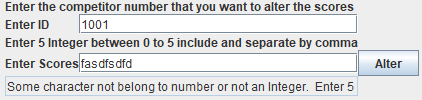 Enter the competitor number that you want to alter the scores
Enter ID 1001
Enter 5 Integer between 0 to 5 include and separate by comma
Enter Scores fasdfsdfd Alter
Some character not belong to number or not an Integer. Enter 5